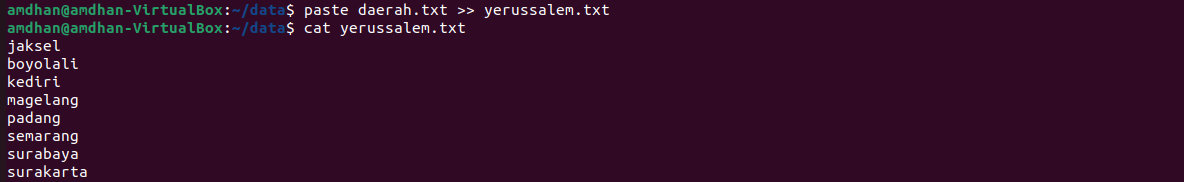 amdhan@amdhan-VirtualBox:~/data$ paste daerah.txt >> yerussalem.txt
amdhan@amdhan-VirtualBox:~/data$ cat yerussalem.txt
jaksel
boyolali
kediri
magelang
padang
semarang
surabaya
surakarta